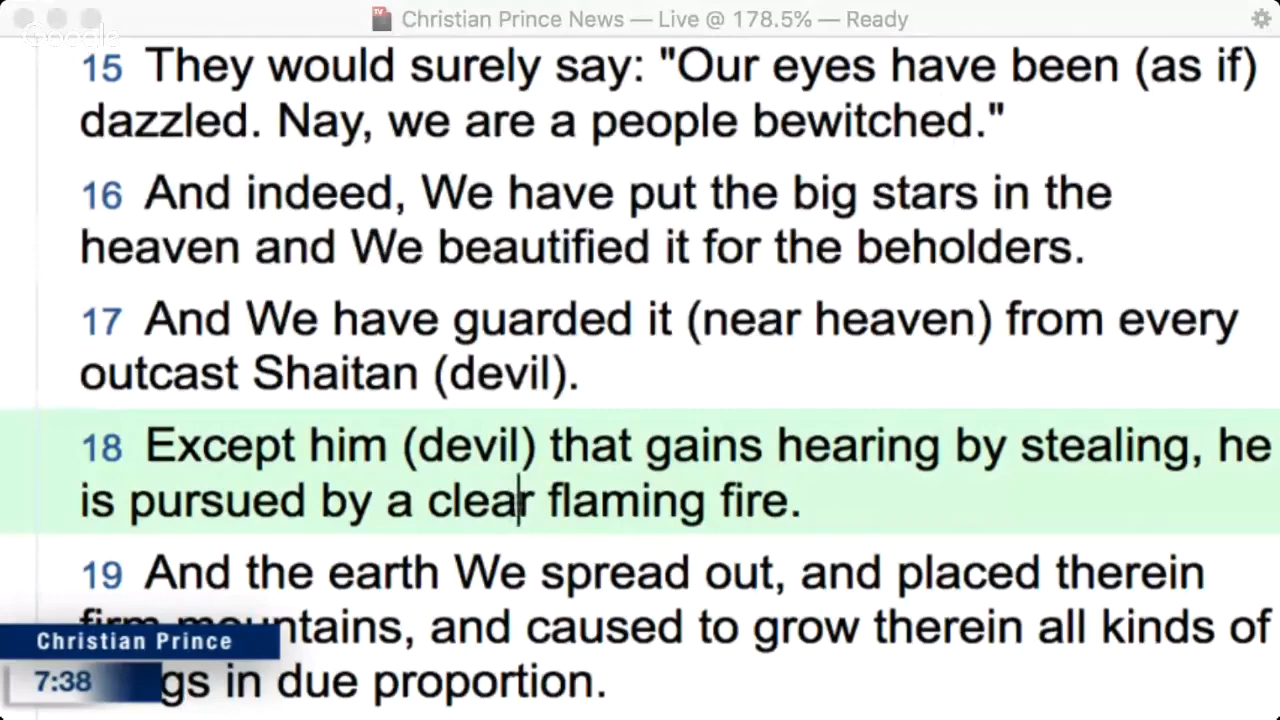 Christian Prince News — Live @ 178.5% — Ready
Google
15 They would surely say: "Our eyes have been (as if)
dazzled. Nay, we are a people bewitched."
16 And indeed, We have put the big stars in the
heaven and We beautified it for the beholders.
17 And We have guarded it (near heaven) from every
outcast Shaitan (devil).
18 Except him (devil) that gains hearing by stealing, he
is pursued by a clear flaming fire.
19 And the earth We spread out, and placed therein
firm mountains, and caused to grow therein all kinds of
gs in due proportion.
Christian Prince
7:38